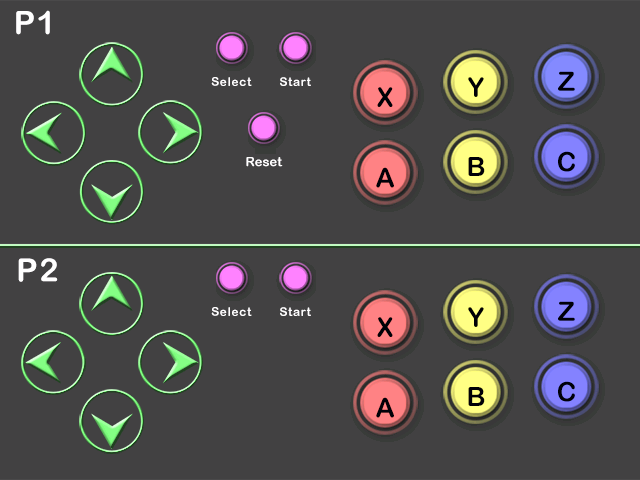 P1
Select Start
Reset
X Y Z
A B C
P2
Select Start
X Y Z
A B C